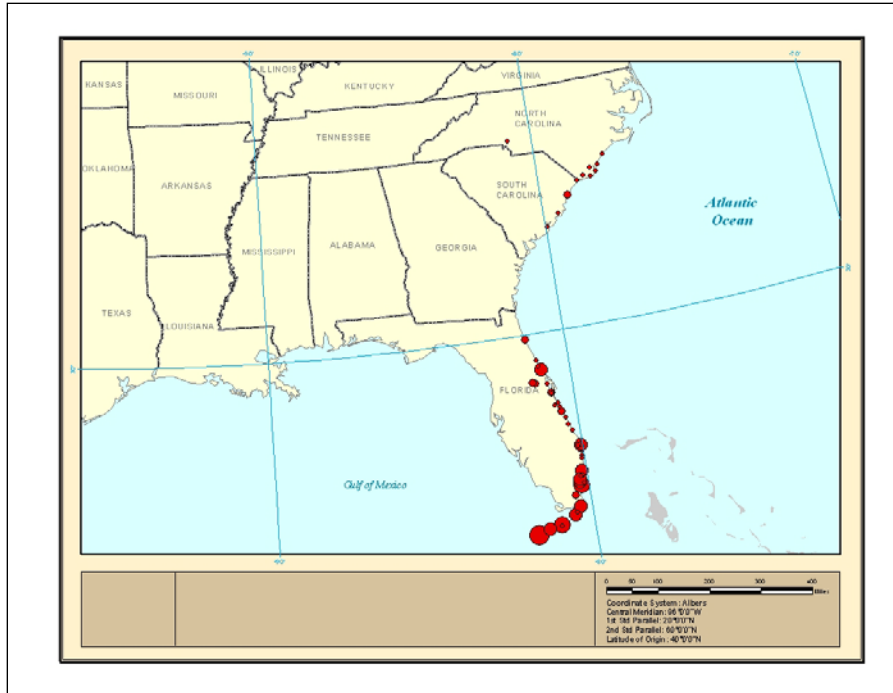 ILLINOIS
VIRGINIA
KANSAS
KENTUCKY
MISSOURI
NORTH
CAROLINA
TENNESSEE
OKLAHOMA
ARKANSAS
SOUTH
CAROLINA
Atlantic
Ocean
MISSISSIPPI
ALABAMA
GEORGIA
TEXAS
LOUISIANA
FLORIDA
Gulf of Mexico
0 50 100 200 300 400
Miles
Coordinate System: Albers
Central Meridian: 96°0'0"W
1st Std Parallel: 20°0'0"N
2nd Std Parallel: 60°0'0"N
Latitude of Origin: 40°0'0"N